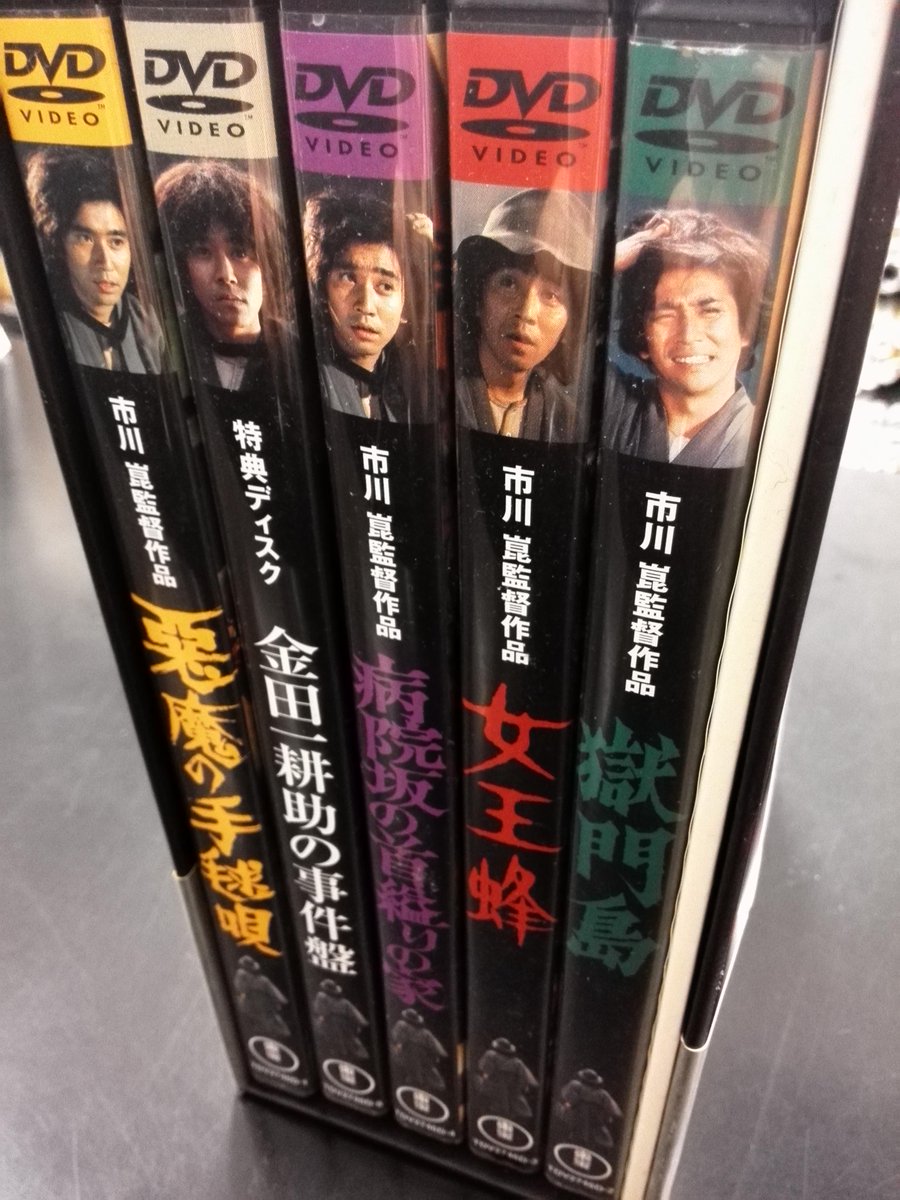 DVD
VIDEO
市川 崑監督作品
悪魔の手毬唄
DVD
VIDEO
特典ディスク
金田一耕助の事件盤
DVD
VIDEO
市川 崑監督作品
病院坂の首縊りの家
DVD
VIDEO
市川 崑監督作品
女王蜂
DVD
VIDEO
市川 崑監督作品
獄門島